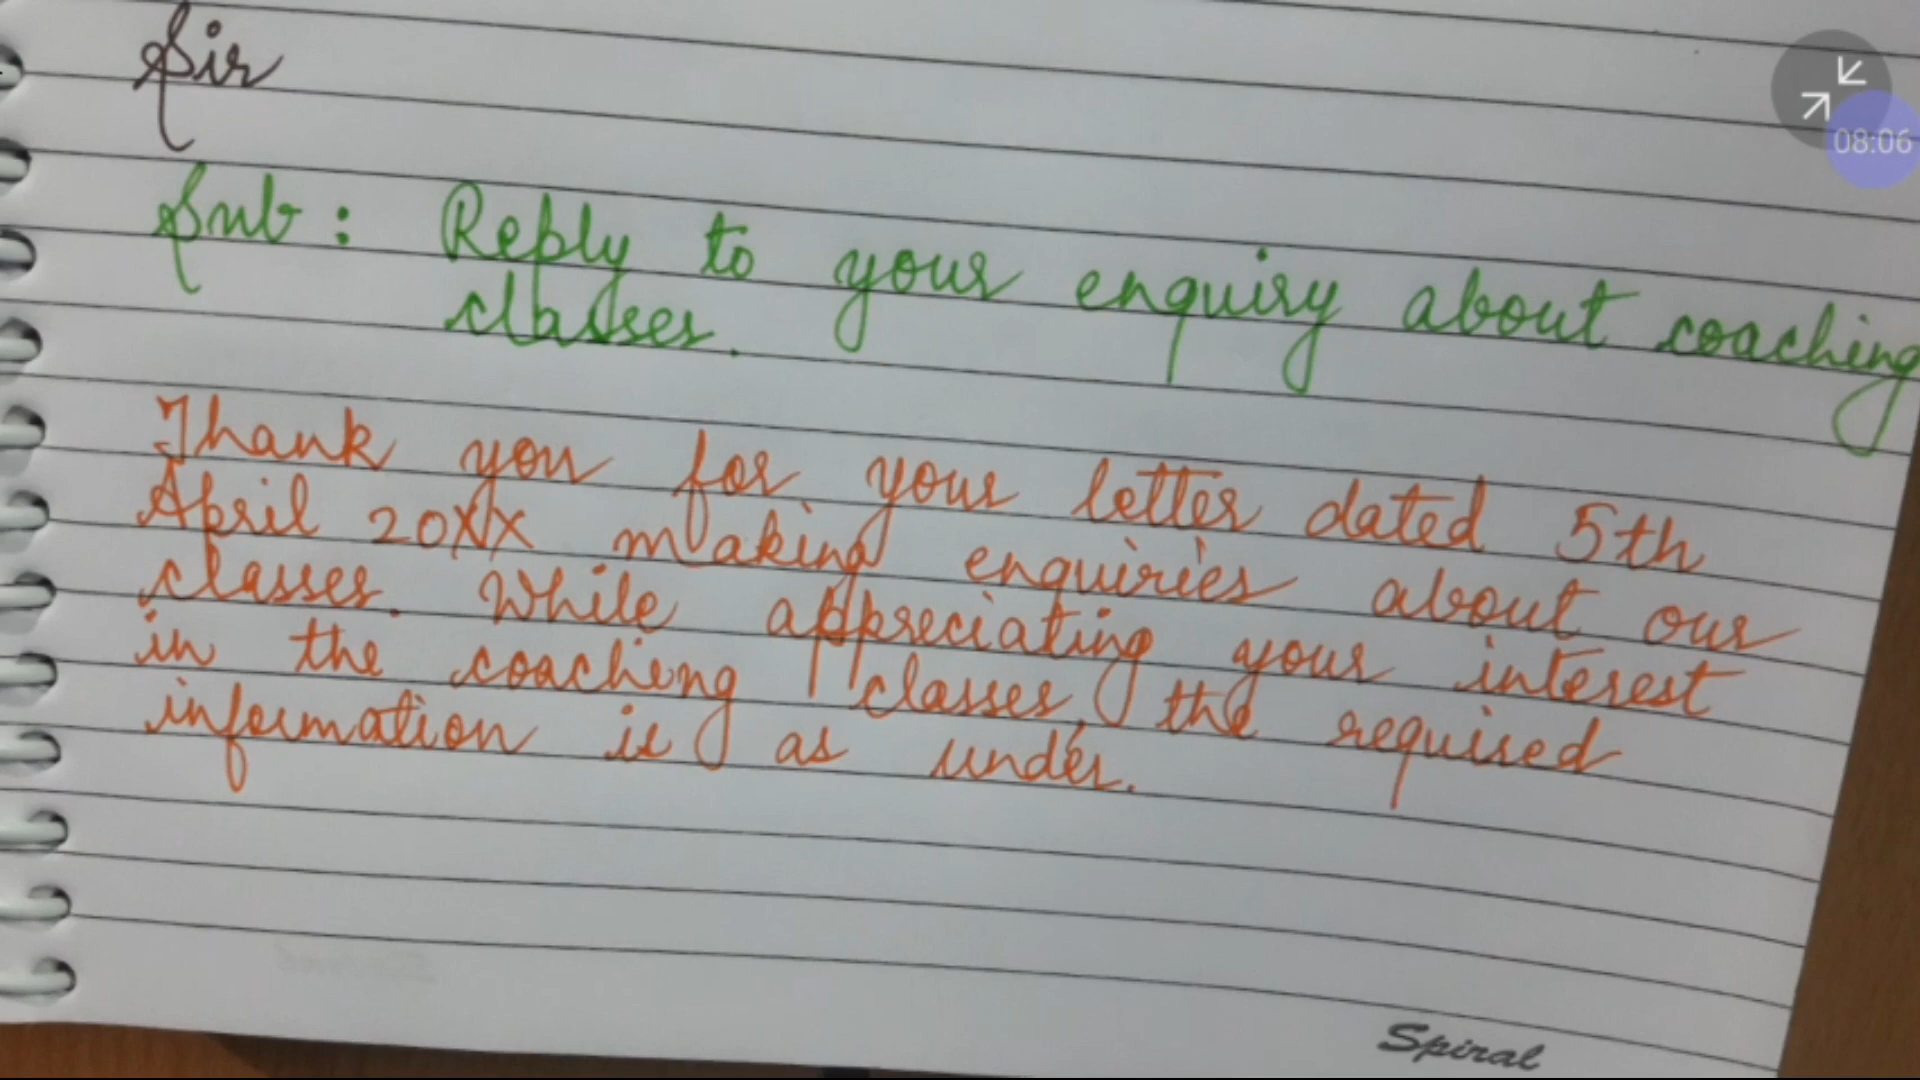 Sir
08:06
Sub: Reply to your enquiry about coaching
classes.
Thank you for your letter dated 5th
April 20XX making enquiries about our
classes. While appreciating your interest
in the coaching classes, the required
information is as under.
Spiral